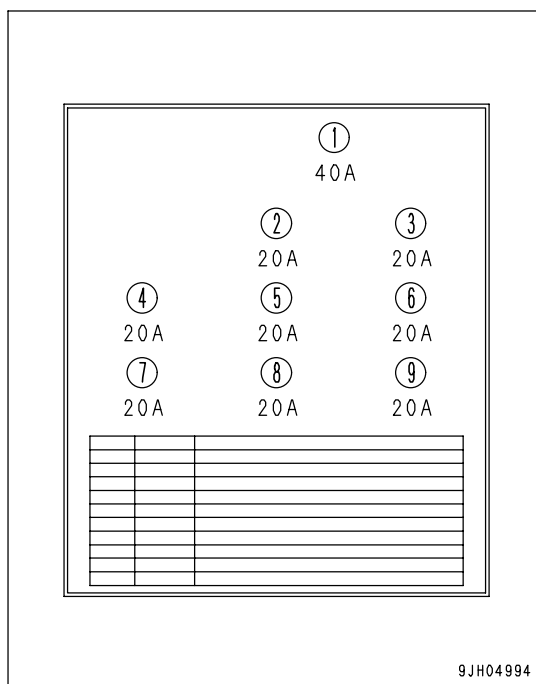 ①
40A
② ③
20A 20A
④ ⑤ ⑥
20A 20A 20A
⑦ ⑧ ⑨
20A 20A 20A
9JH04994